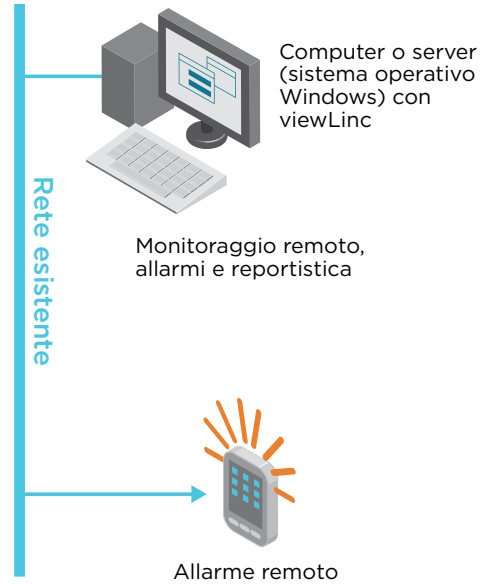 Computer o server
(sistema operativo
Windows) con
viewLinc
Rete esistente
Monitoraggio remoto,
allarmi e reportistica
Allarme remoto